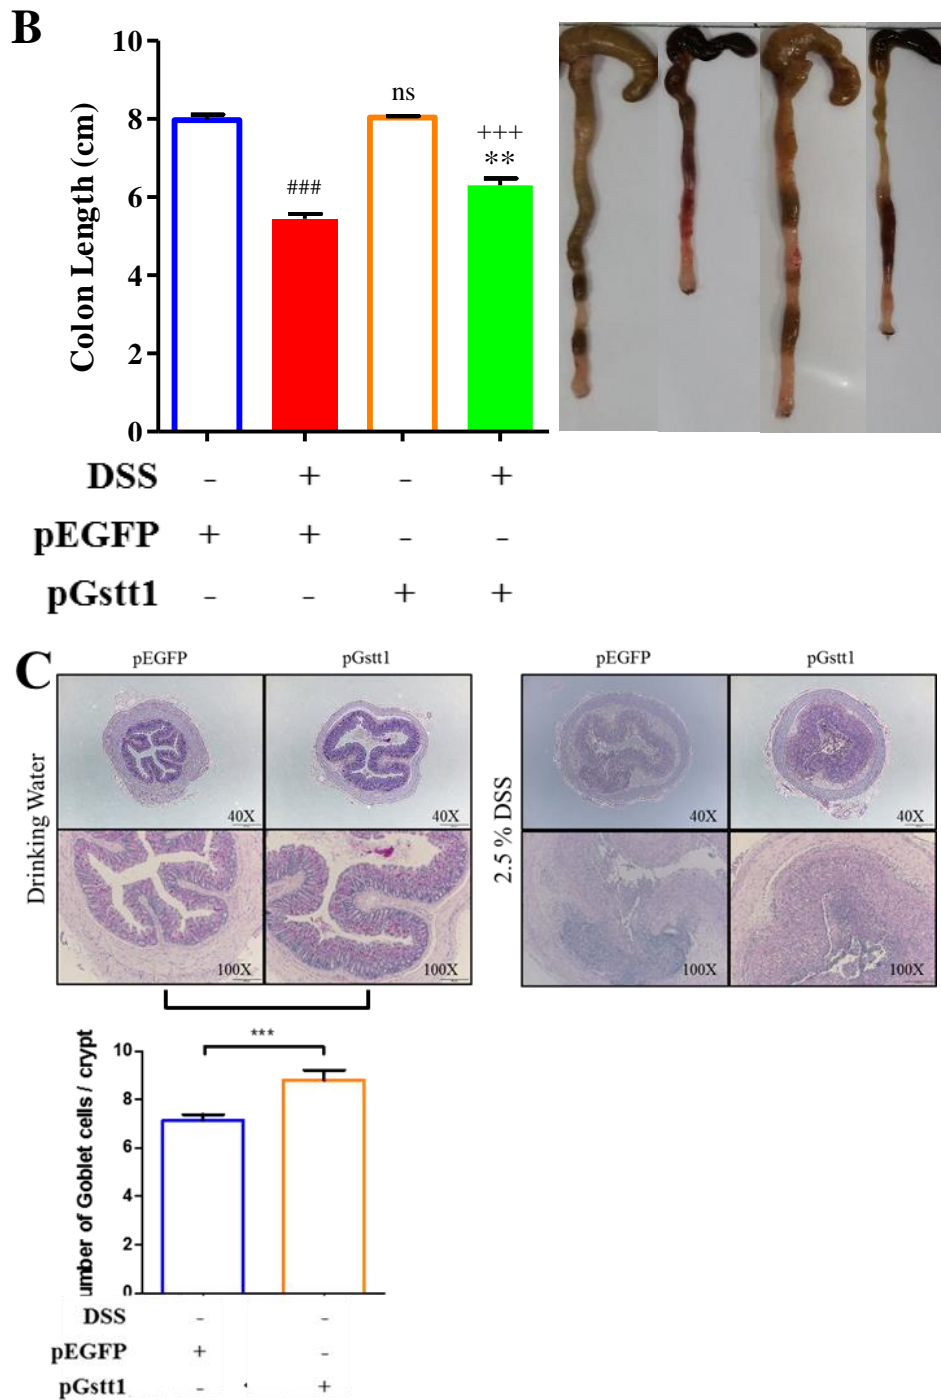 B
Colon Length (cm)
10
8
6
4
2
0
###
ns
+++
**
DSS - + - +
pEGFP + + - -
pGstt1 - - + +
C
pEGFP pGstt1
Drinking Water
40X 40X
100X 100X
pEGFP pGstt1
2.5 % DSS
40X 40X
100X 100X
***
umber of Goblet cells / crypt
10
8
6
4
2
0
DSS - -
pEGFP + -
pGstt1 - +